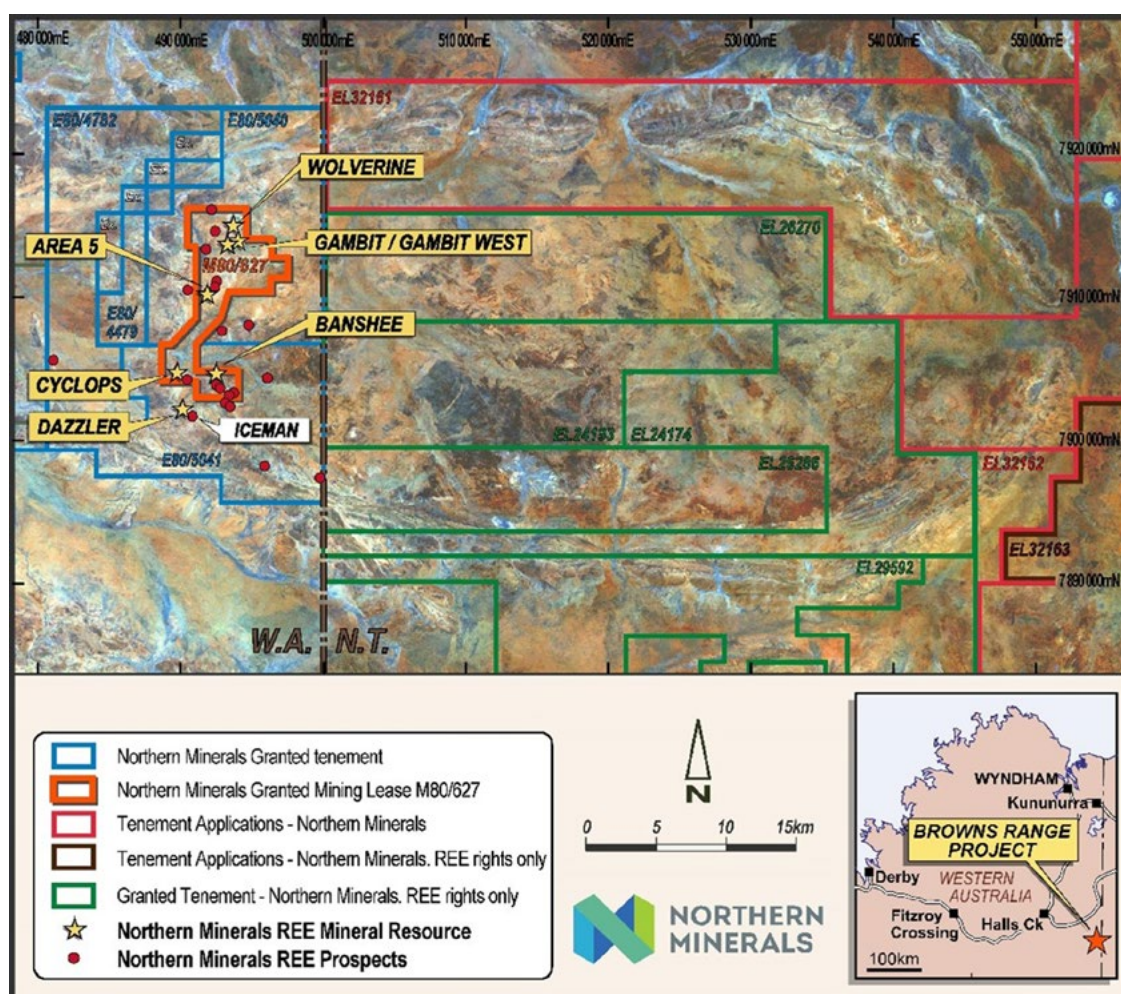 480 000mE
490 000mE
500 000mE
510 000mE
520 000mE
530 000mE
540 000mE
550 000mE
EL32161
E80/4782
E80/5040
7 920 000mN
WOLVERINE
AREA 5
GAMBIT / GAMBIT WEST
EL26270
M80/627
E80/
4479
7 910 000mN
BANSHEE
CYCLOPS
DAZZLER
ICEMAN
EL24193
EL24174
7 900 000mN
E80/5041
EL32162
EL32163
EL29592
7 890 000mN
W.A.
N.T.
Northern Minerals Granted tenement
Northern Minerals Granted Mining Lease M80/627
Tenement Applications - Northern Minerals
Tenement Applications - Northern Minerals. REE rights only
Granted Tenement - Northern Minerals. REE rights only
Northern Minerals REE Mineral Resource
Northern Minerals REE Prospects
N
0 5 10 15km
NORTHERN
MINERALS
WYNDHAM
Kununurra
BROWNS RANGE
PROJECT
Derby
WESTERN
AUSTRALIA
Fitzroy
Crossing
Halls Ck
100km